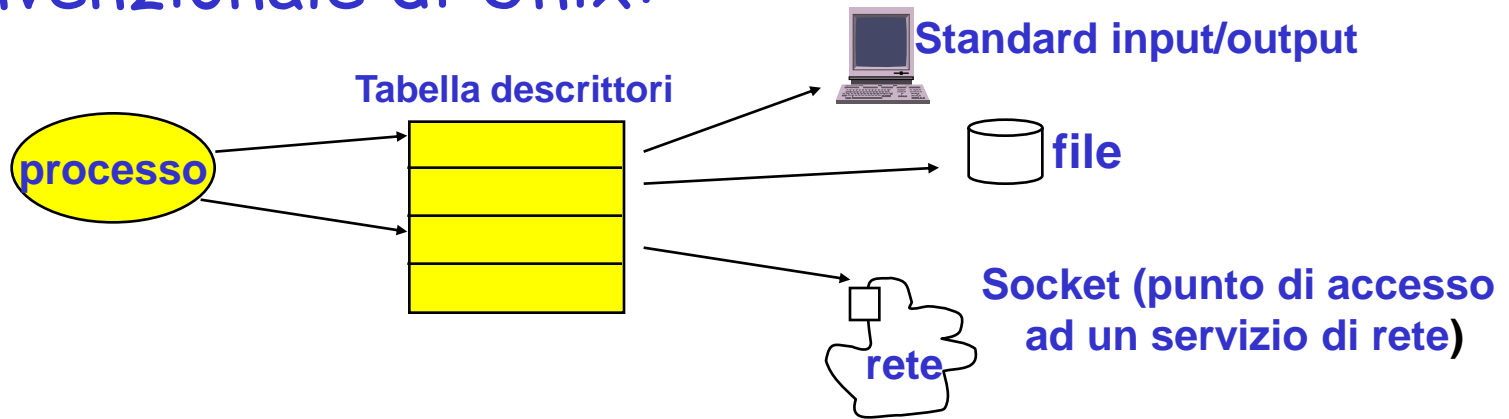 Standard input/output
Tabella descrittori
processo
file
Socket (punto di accesso
ad un servizio di rete)
rete